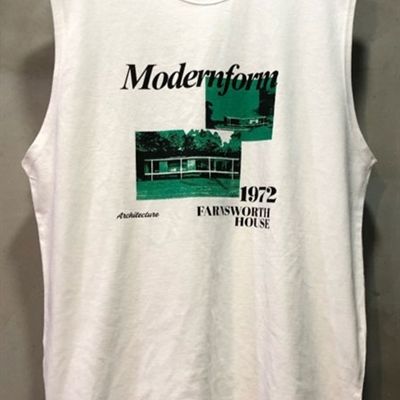 Modernform
1972
Architecture
FARNSWORTH
HOUSE